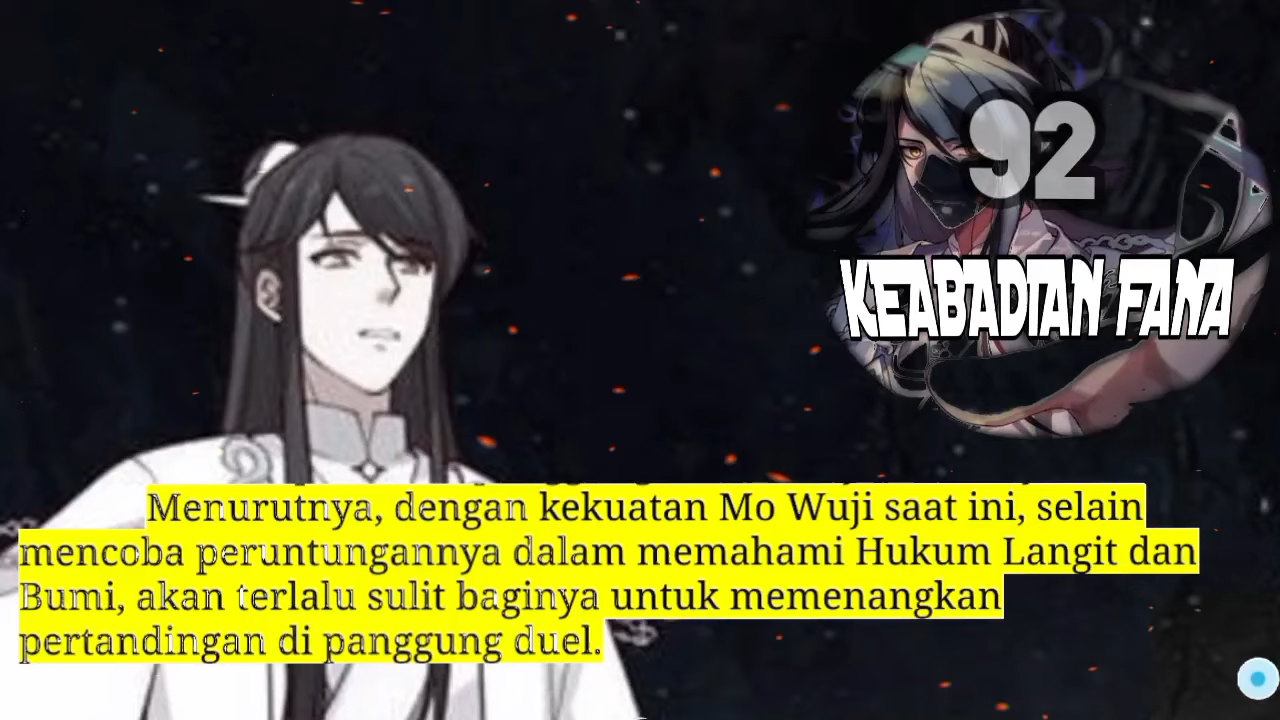 92
KEABADIAN FANA
Menurutnya, dengan kekuatan Mo Wuji saat ini, selain
mencoba peruntungannya dalam memahami Hukum Langit dan
Bumi, akan terlalu sulit baginya untuk memenangkan
pertandingan di panggung duel.